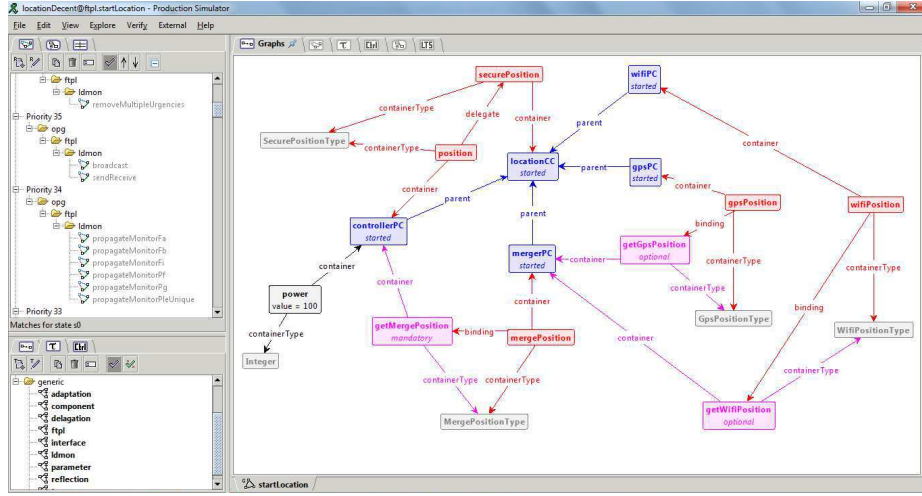 locationDecent@ftpl.startLocation - Production Simulator
File Edit View Explore Verify External Help
Graphs Ctrl LTS
ftpl
ldmon
removeMultipleUrgencies
Priority 35
opg
ftpl
ldmon
broadcast
sendReceive
Priority 34
opg
ftpl
ldmon
propagateMonitorFa
propagateMonitorFb
propagateMonitorFi
propagateMonitorPf
propagateMonitorPg
propagateMonitorPleUnique
Priority 33
Matches for state s0
Ctrl
generic
adaptation
component
delagation
ftpl
interface
ldmon
parameter
reflection
securePosition
wifiPC
started
containerType
delegate
container
parent
container
SecurePositionType
containerType
position
locationCC
started
parent
gpsPC
started
container
parent
container
gpsPosition
wifiPosition
controllerPC
started
parent
binding
getGpsPosition
optional
mergerPC
started
container
container
containerType
containerType
containerType
power
value = 100
container
container
binding
containerType
getMergePosition
mandatory
binding
mergePosition
GpsPositionType
WifiPositionType
Integer
container
containerType
containerType
containerType
getWifiPosition
optional
MergePositionType
startLocation